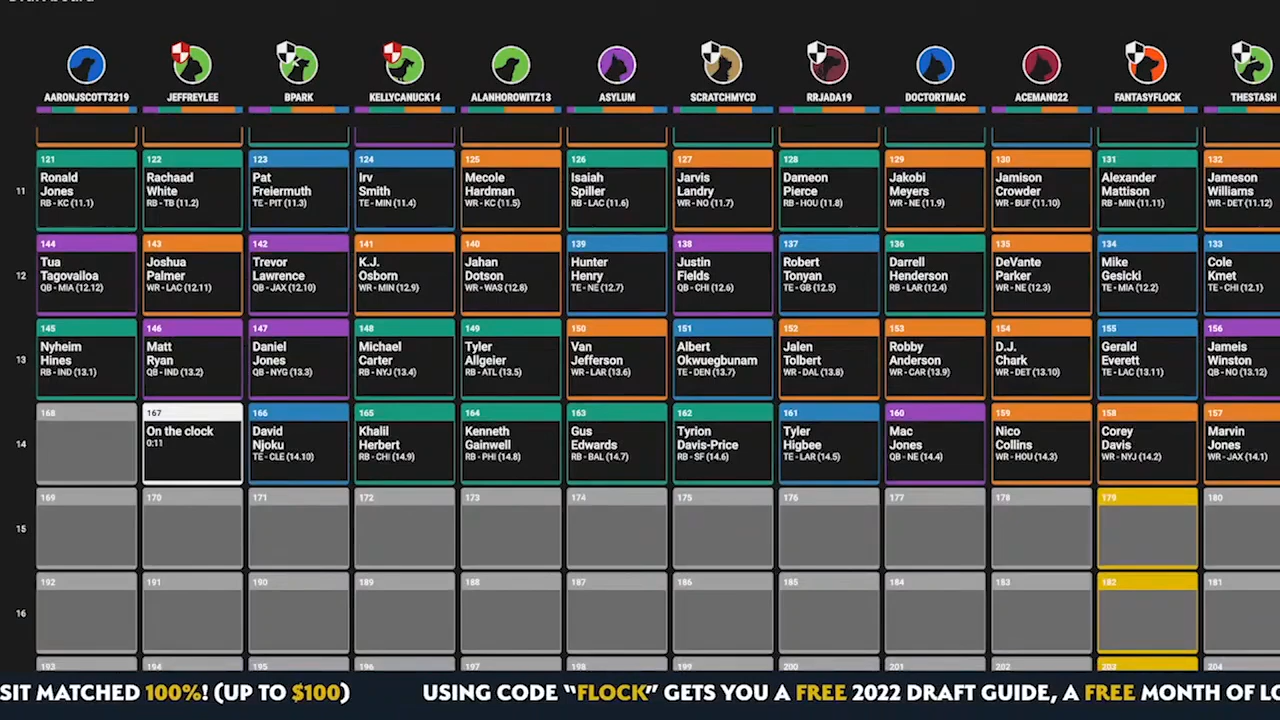 Draft board
AARONJSCOTT3219 JEFFREYLEE BPARK KELLYCANUCK14 ALANHOROWITZ13 ASYLUM SCRATCHMYCD RRJADA19 DOCTORTMAC ACEMAN022 FANTASYFLOCK THESTASH
121 122 123 124 125 126 127 128 129 130 131 132
11
Ronald Rachaad Pat Irv Mecole Isaiah Jarvis Dameon Jakobi Jamison Alexander Jameson
Jones White Freiermuth Smith Hardman Spiller Landry Pierce Meyers Crowder Mattison Williams
RB - KC (11.1) RB - TB (11.2) TE - PIT (11.3) TE - MIN (11.4) WR - KC (11.5) RB - LAC (11.6) WR - NO (11.7) RB - HOU (11.8) WR - NE (11.9) WR - BUF (11.10) RB - MIN (11.11) WR - DET (11.12)
144 143 142 141 140 139 138 137 136 135 134 133
12
Tua Joshua Trevor K.J. Jahan Hunter Justin Robert Darrell DeVante Mike Cole
Tagovailoa Palmer Lawrence Osborn Dotson Henry Fields Tonyan Henderson Parker Gesicki Kmet
QB - MIA (12.12) WR - LAC (12.11) QB - JAX (12.10) WR - MIN (12.9) WR - WAS (12.8) TE - NE (12.7) QB - CHI (12.6) TE - GB (12.5) RB - LAR (12.4) WR - NE (12.3) TE - MIA (12.2) TE - CHI (12.1)
145 146 147 148 149 150 151 152 153 154 155 156
13
Nyheim Matt Daniel Michael Tyler Van Albert Jalen Robby D.J. Gerald Jameis
Hines Ryan Jones Carter Allgeier Jefferson Okwuegbunam Tolbert Anderson Chark Everett Winston
RB - IND (13.1) QB - IND (13.2) QB - NYG (13.3) RB - NYJ (13.4) RB - ATL (13.5) WR - LAR (13.6) TE - DEN (13.7) WR - DAL (13.8) WR - CAR (13.9) WR - DET (13.10) TE - LAC (13.11) QB - NO (13.12)
168 167 166 165 164 163 162 161 160 159 158 157
14
On the clock David Khalil Kenneth Gus Tyrion Tyler Mac Nico Corey Marvin
0:11 Njoku Herbert Gainwell Edwards Davis-Price Higbee Jones Collins Davis Jones
TE - CLE (14.10) RB - CHI (14.9) RB - PHI (14.8) RB - BAL (14.7) RB - SF (14.6) TE - LAR (14.5) QB - NE (14.4) WR - HOU (14.3) WR - NYJ (14.2) WR - JAX (14.1)
169 170 171 172 173 174 175 176 177 178 179 180
15
192 191 190 189 188 187 186 185 184 183 182 181
16
193 194 195 196 197 198 199 200 201 202 203 204
SIT MATCHED 100%! (UP TO $100) USING CODE "FLOCK" GETS YOU A FREE 2022 DRAFT GUIDE, A FREE MONTH OF LO